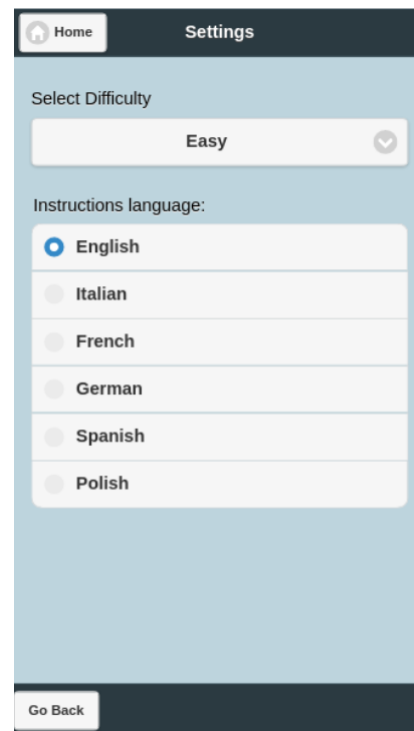 Home
Settings
Select Difficulty
Easy
Instructions language:
English
Italian
French
German
Spanish
Polish
Go Back